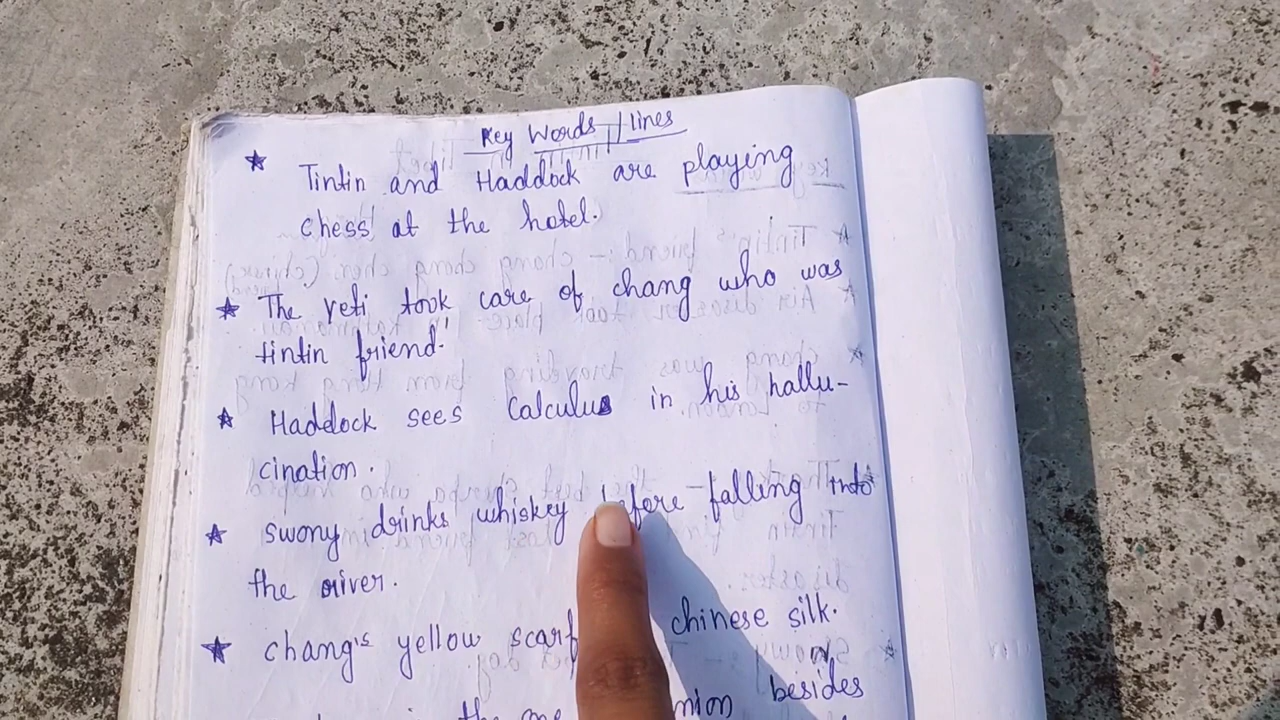 Key Words / lines
★ Tintin and Haddock are playing
chess at the hotel.
★ The yeti took care of chang who was
tintin friend.
★ Haddock sees Calculus in his hallu-
cination.
★ swony drinks whiskey before falling into
the river.
★ chang's yellow scarf chinese silk.
the besides